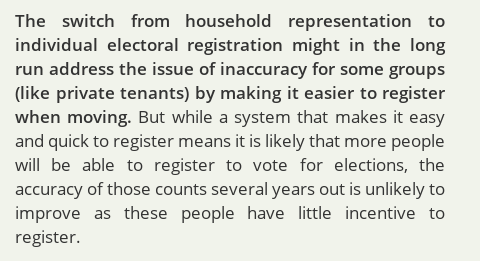 The switch from household representation to
individual electoral registration might in the long
run address the issue of inaccuracy for some groups
(like private tenants) by making it easier to register
when moving. But while a system that makes it easy
and quick to register means it is likely that more people
will be able to register to vote for elections, the
accuracy of those counts several years out is unlikely to
improve as these people have little incentive to
register.